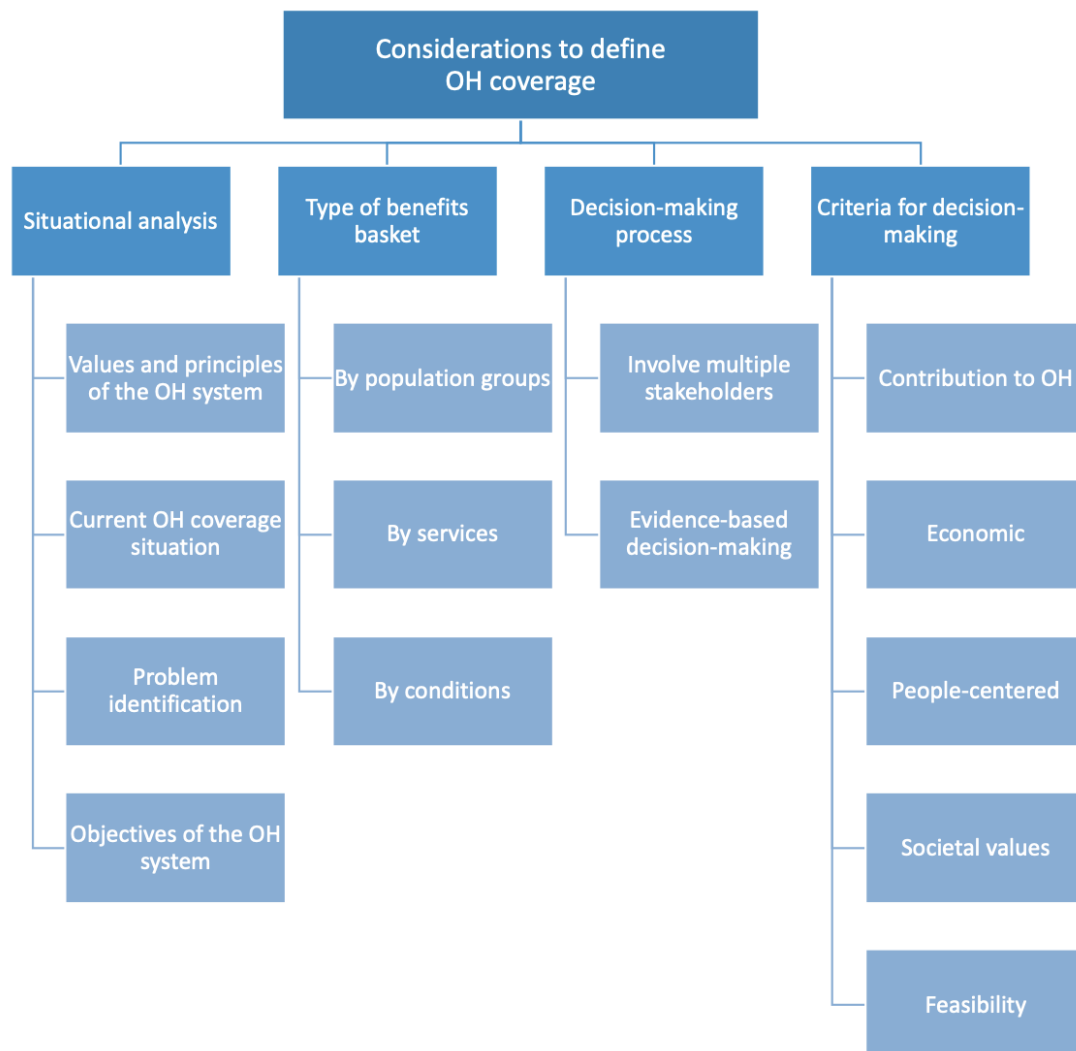 Considerations to define
OH coverage
Situational analysis
Type of benefits
basket
Decision-making
process
Criteria for decision-
making
Values and principles
of the OH system
Current OH coverage
situation
Problem
identification
Objectives of the OH
system
By population groups
By services
By conditions
Involve multiple
stakeholders
Evidence-based
decision-making
Contribution to OH
Economic
People-centered
Societal values
Feasibility